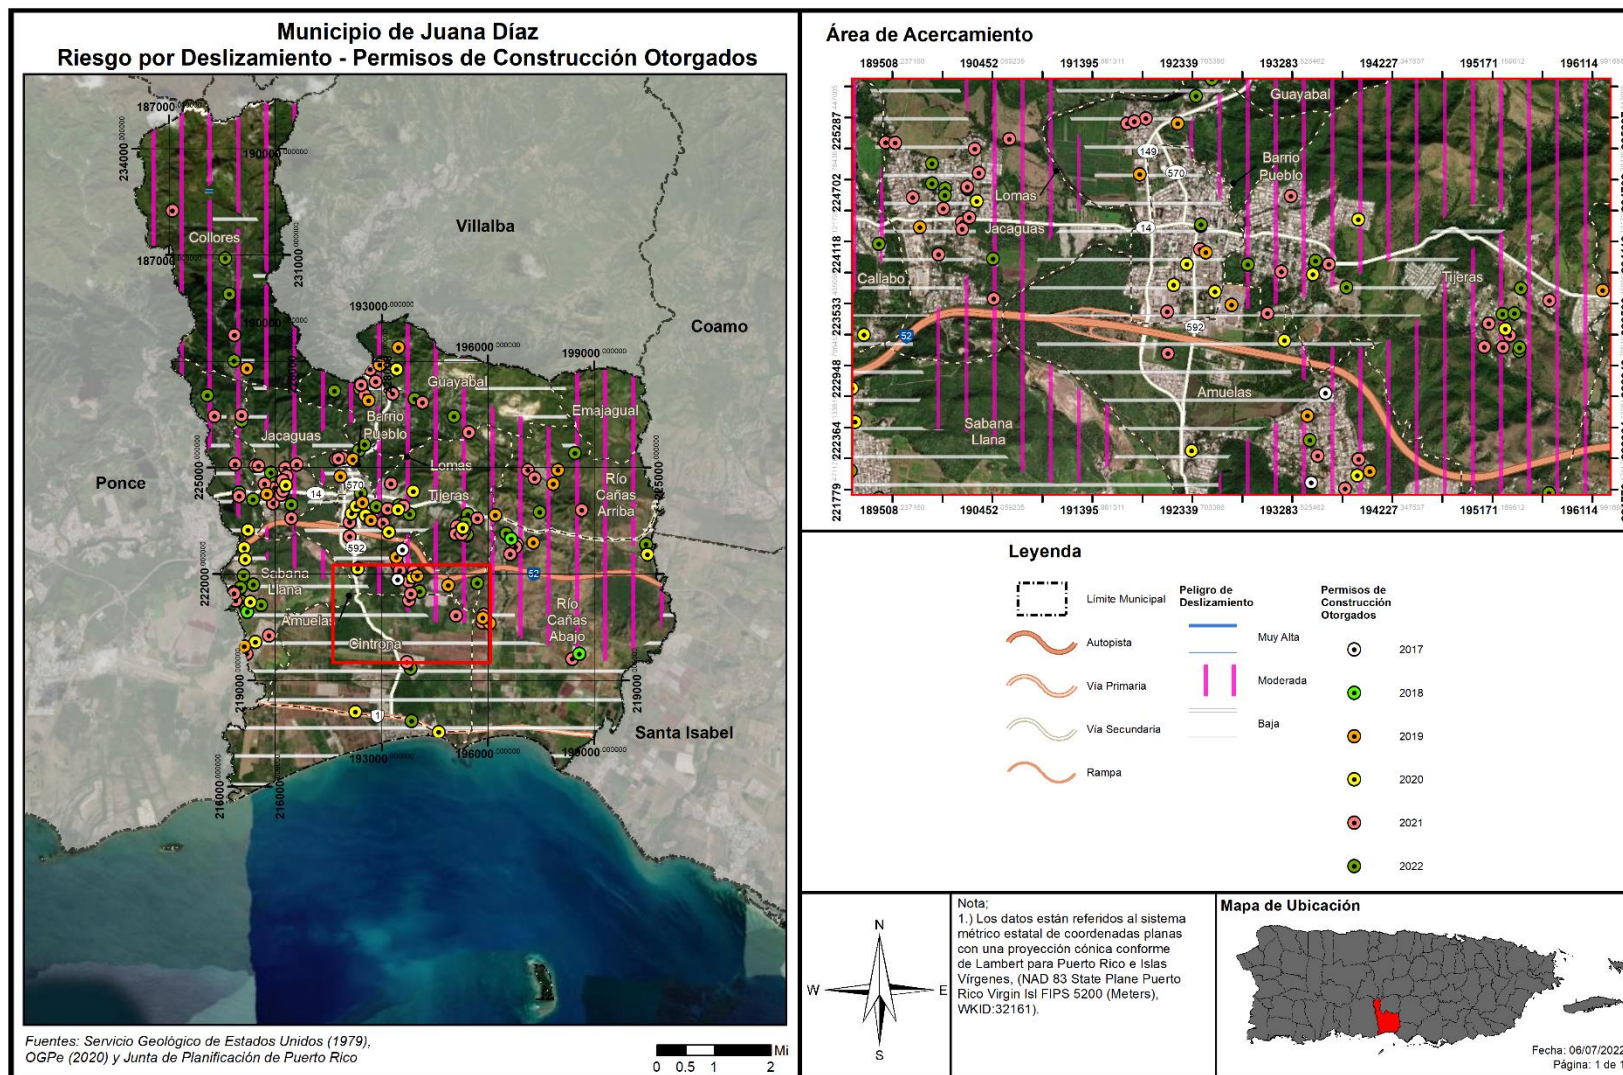 Municipio de Juana Díaz
Riesgo por Deslizamiento - Permisos de Construcción Otorgados
187000
234000
190000
Villalba
Collores
187000
231000
193000
190000
Coamo
196000
199000
Guayabal
Emajagual
Barrio
Pueblo
Jacaguas
Ponce
225000
Lomas
225000
Río
Cañas
Arriba
570
14
Tijeras
592
222000
Sabana
Llana
52
Río
Cañas
Abajo
Amuelas
Cintrona
219000
219000
1
Santa Isabel
193000
196000
199000
216000
216000
Fuentes: Servicio Geológico de Estados Unidos (1979),
OGPe (2020) y Junta de Planificación de Puerto Rico
Mi
0 0.5 1 2
Área de Acercamiento
189508 190452 191395 192339 193283 194227 195171 196114
225287
224702
224118
223533
222948
222364
221779
Guayabal
149
570
Barrio
Pueblo
Lomas
14
Jacaguas
Callabo
Tijeras
52
592
Amuelas
Sabana
Llana
189508 190452 191395 192339 193283 194227 195171 196114
Leyenda
Límite Municipal
Autopista
Vía Primaria
Vía Secundaria
Rampa
Peligro de
Deslizamiento
Muy Alta
Moderada
Baja
Permisos de
Construcción
Otorgados
2017
2018
2019
2020
2021
2022
N
W E
S
Nota;
1.) Los datos están referidos al sistema
métrico estatal de coordenadas planas
con una proyección cónica conforme
de Lambert para Puerto Rico e Islas
Vírgenes, (NAD 83 State Plane Puerto
Rico Virgin Isl FIPS 5200 (Meters),
WKID:32161).
Mapa de Ubicación
Fecha: 06/07/2022
Página: 1 de 1